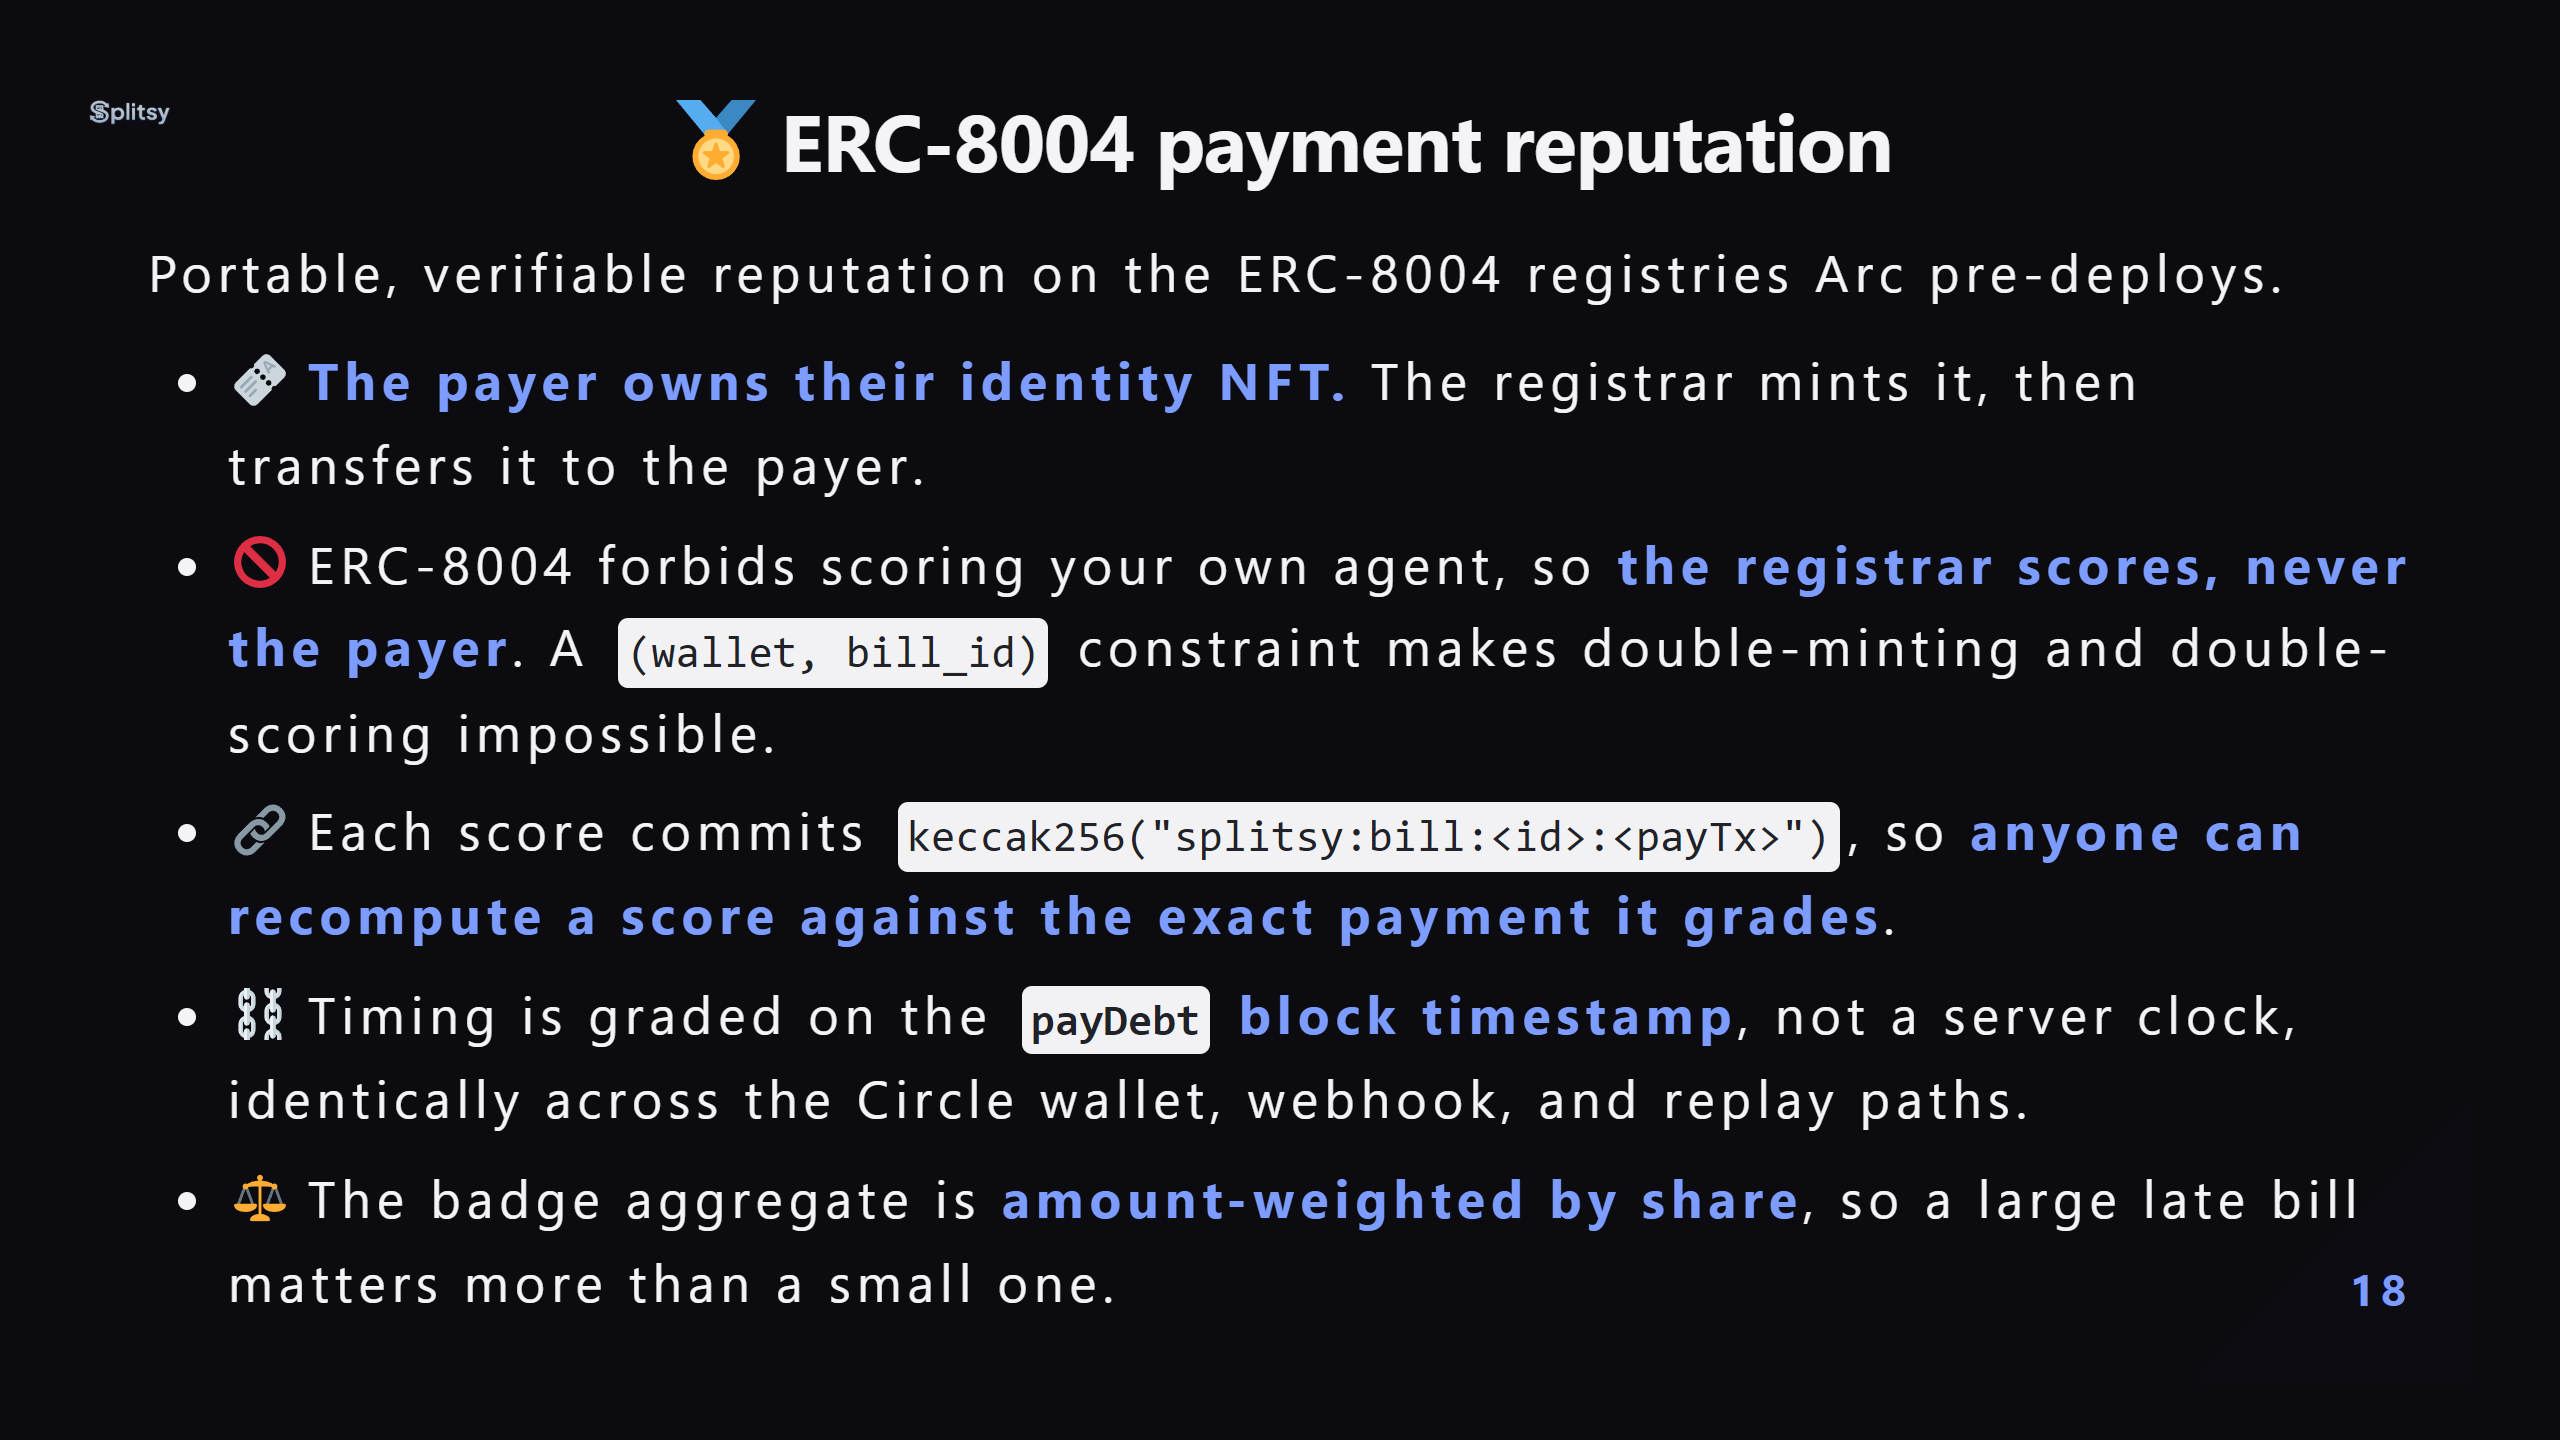 Splitsy
🏅 ERC-8004 payment reputation
Portable, verifiable reputation on the ERC-8004 registries Arc pre-deploys.
• 🎫 The payer owns their identity NFT. The registrar mints it, then
transfers it to the payer.
• 🚫 ERC-8004 forbids scoring your own agent, so the registrar scores, never
the payer. A (wallet, bill_id) constraint makes double-minting and double-
scoring impossible.
• 🔗 Each score commits keccak256("splitsy:bill:<id>:<payTx>"), so anyone can
recompute a score against the exact payment it grades.
• ⛓ Timing is graded on the payDebt block timestamp, not a server clock,
identically across the Circle wallet, webhook, and replay paths.
• ⚖ The badge aggregate is amount-weighted by share, so a large late bill
matters more than a small one.
18